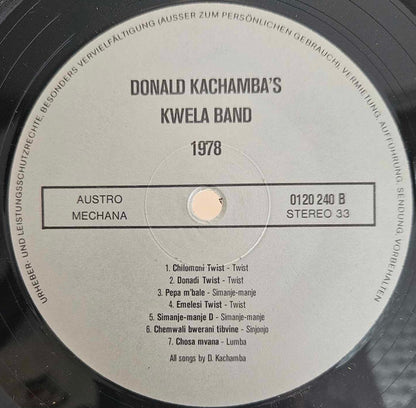 URHEBER- UND LEISTUNGSSCHUTZRECHTE, BESONDERS VERVIELFÄLTIGUNG (AUSSER ZUM PERSÖNLICHEN GEBRAUCH), VERMIETUNG, AUFFÜHRUNG, SENDUNG, VORBEHALTEN
DONALD KACHAMBA'S
KWELA BAND
1978
AUSTRO
MECHANA
0120 240 B
STEREO 33
1. Chilomoni Twist - Twist
2. Donadi Twist - Twist
3. Pepa m'bale - Simanje-manje
4. Emelesi Twist - Twist
5. Simanje-manje D - Simanje-manje
6. Chemwali bwerani tibvine - Sinjonjo
7. Chosa mvana - Lumba
All songs by D. Kachamba